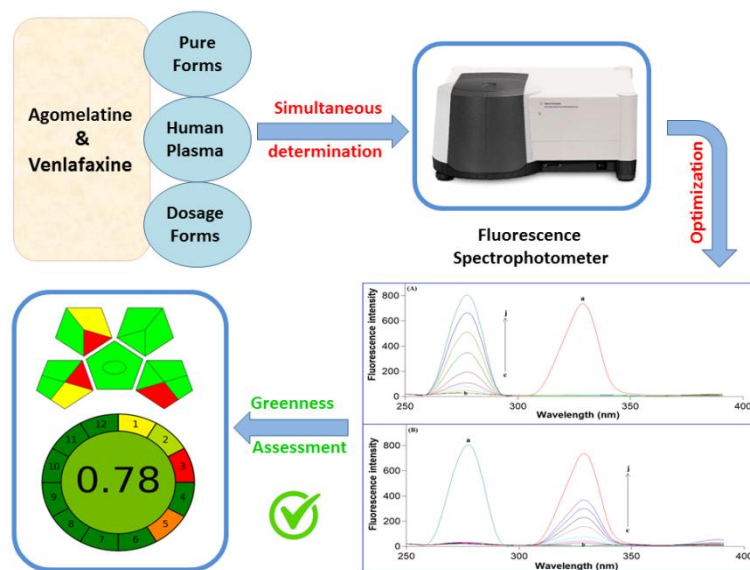 Agomelatine
&
Venlafaxine
Pure
Forms
Human
Plasma
Dosage
Forms
Simultaneous
determination
Fluorescence
Spectrophotometer
Optimization
(A)
Fluorescence intensity
800
600
400
200
0
a
j
c
b
250
300
350
400
Wavelength (nm)
(B)
Fluorescence intensity
800
600
400
200
0
a
j
c
b
250
300
350
400
Wavelength (nm)
Greenness
Assessment
0.78
1
2
3
4
5
6
7
8
9
10
11
12